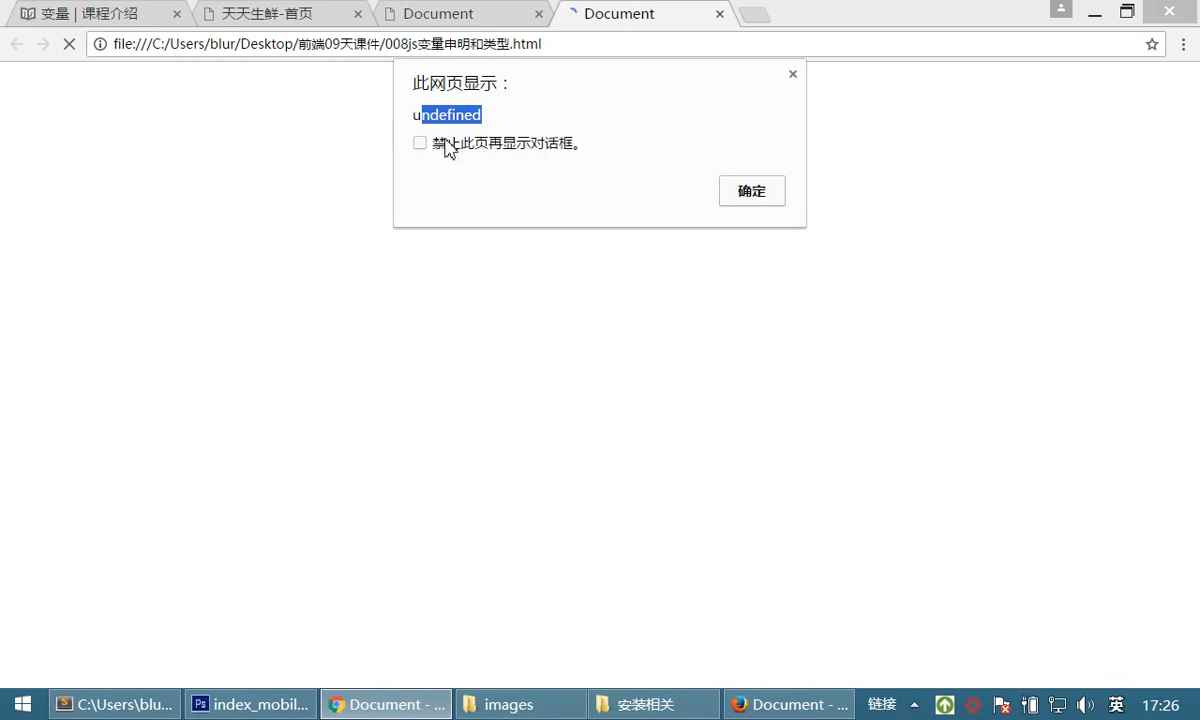 变量 | 课程介绍
天天生鲜-首页
Document
Document
file:///C:/Users/blur/Desktop/前端09天课件/008js变量申明和类型.html
此网页显示：
undefined
禁止此页再显示对话框。
确定
C:\Users\blu...
index_mobil...
Document - ...
images
安装相关
Document - ...
链接
英
17:26